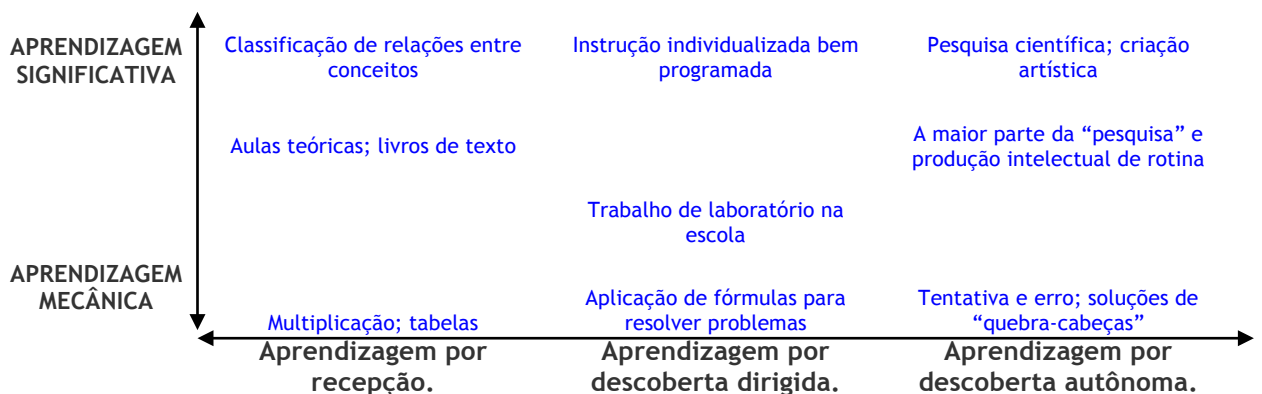 APRENDIZAGEM
SIGNIFICATIVA
Classificação de relações entre
conceitos
Instrução individualizada bem
programada
Pesquisa científica; criação
artística
Aulas teóricas; livros de texto
A maior parte da “pesquisa” e
produção intelectual de rotina
Trabalho de laboratório na
escola
APRENDIZAGEM
MECÂNICA
Multiplicação; tabelas
Aplicação de fórmulas para
resolver problemas
Tentativa e erro; soluções de
“quebra-cabeças”
Aprendizagem por
recepção.
Aprendizagem por
descoberta dirigida.
Aprendizagem por
descoberta autônoma.